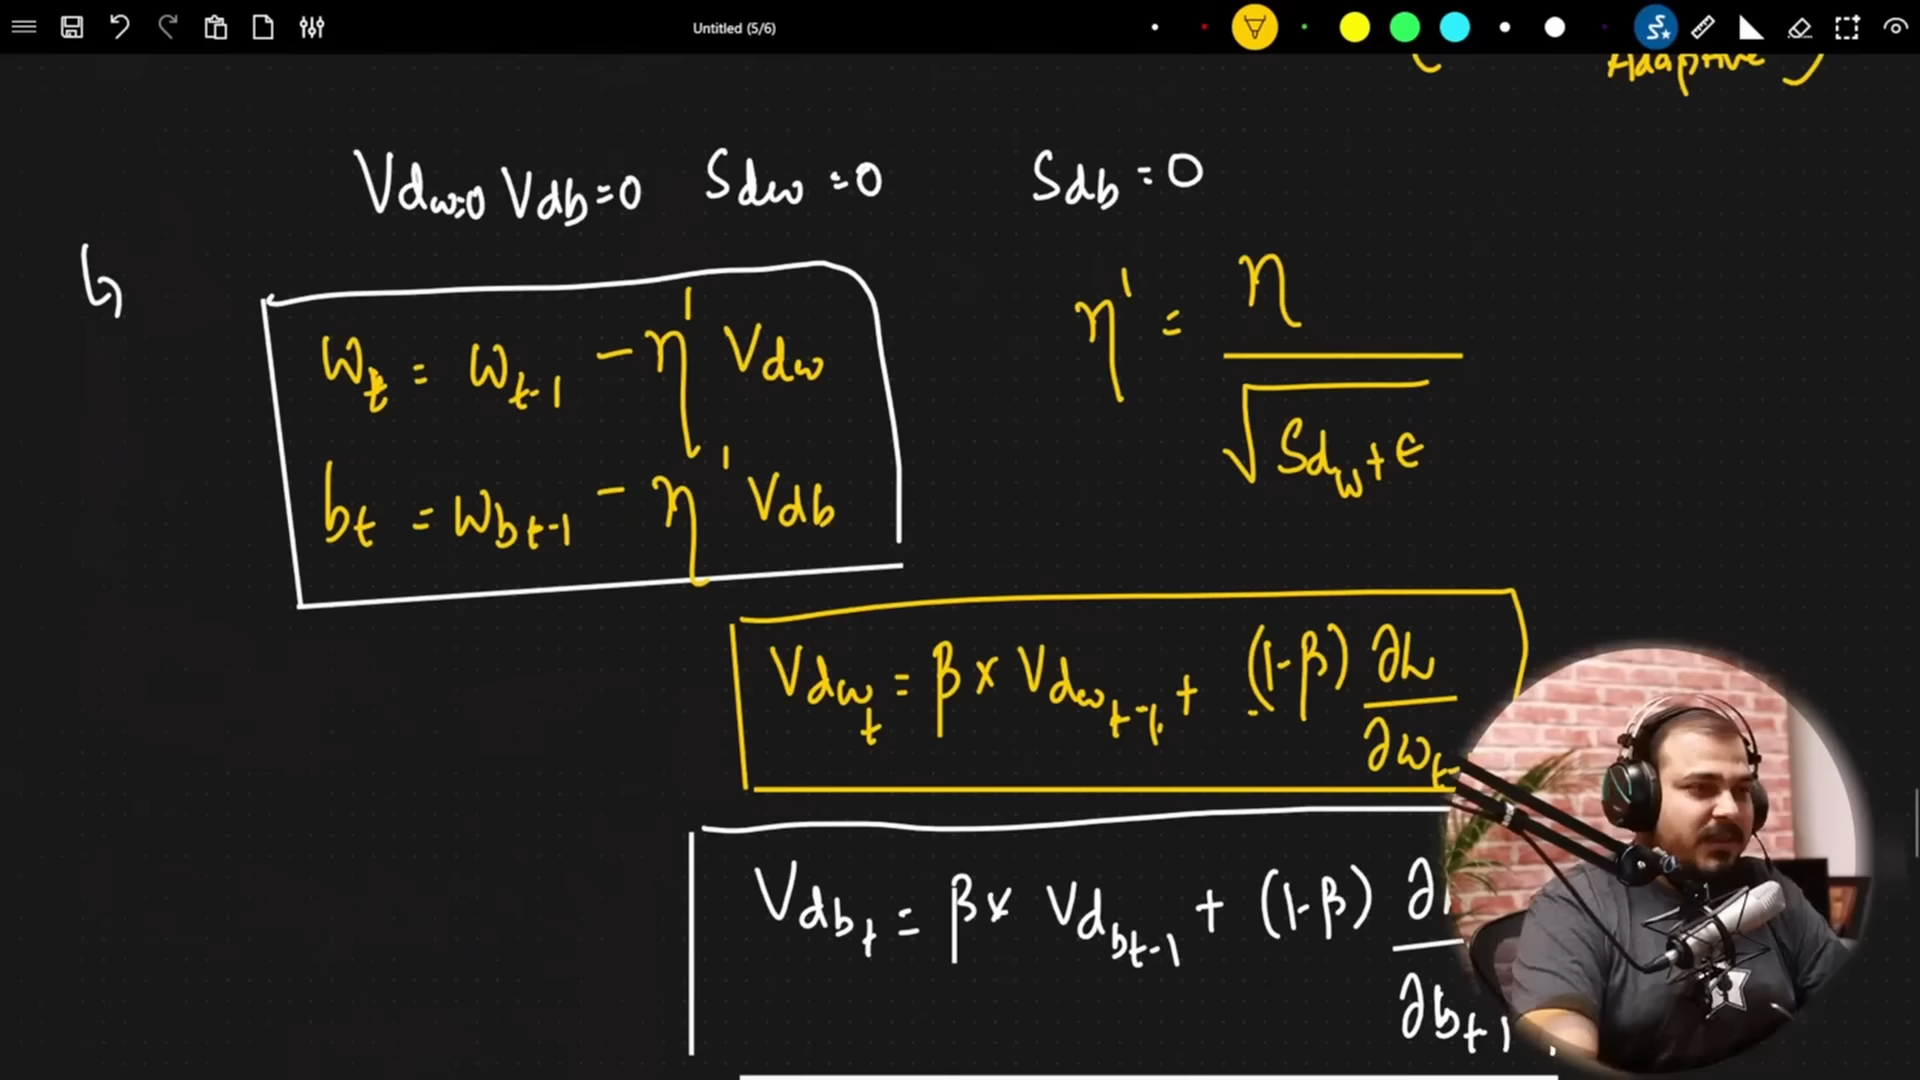 Untitled (5/6)
Adaptive )
Vdw=0 Vdb=0 Sdw=0 Sdb=0
Wt = Wt-1 - η' Vdw
bt = Wbt-1 - η' Vdb
η' = η / √(Sdw + ε)
Vdwt = β x Vdwt-1 + (1-β) ∂L / ∂wt-
Vdbt = β x Vdbt-1 + (1-β) ∂ / ∂bt-1